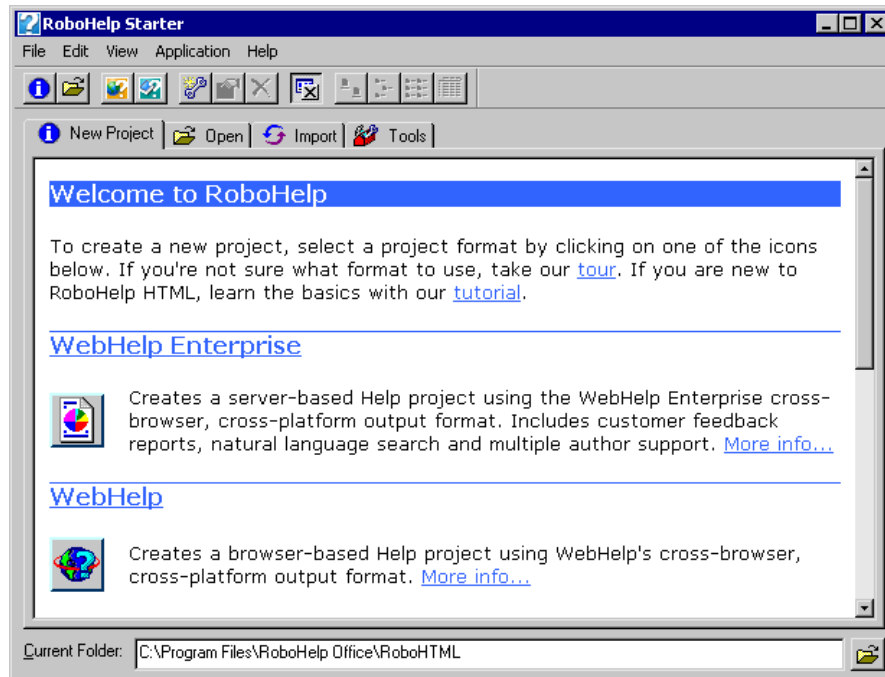 RoboHelp Starter
File Edit View Application Help
New Project Open Import Tools
Welcome to RoboHelp
To create a new project, select a project format by clicking on one of the icons
below. If you're not sure what format to use, take our tour. If you are new to
RoboHelp HTML, learn the basics with our tutorial.
WebHelp Enterprise
Creates a server-based Help project using the WebHelp Enterprise cross-
browser, cross-platform output format. Includes customer feedback
reports, natural language search and multiple author support. More info...
WebHelp
Creates a browser-based Help project using WebHelp's cross-browser,
cross-platform output format. More info...
Current Folder: C:\Program Files\RoboHelp Office\RoboHTML